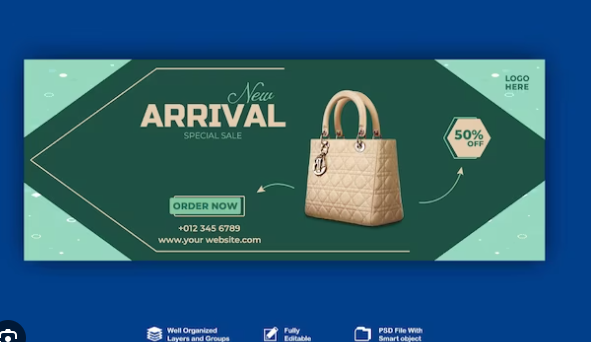 LOGO
HERE
New
ARRIVAL
SPECIAL SALE
50%
OFF
ORDER NOW
+012 345 6789
www.your website.com
Well Organized
Layers and Groups
Fully
Editable
PSD File With
Smart object